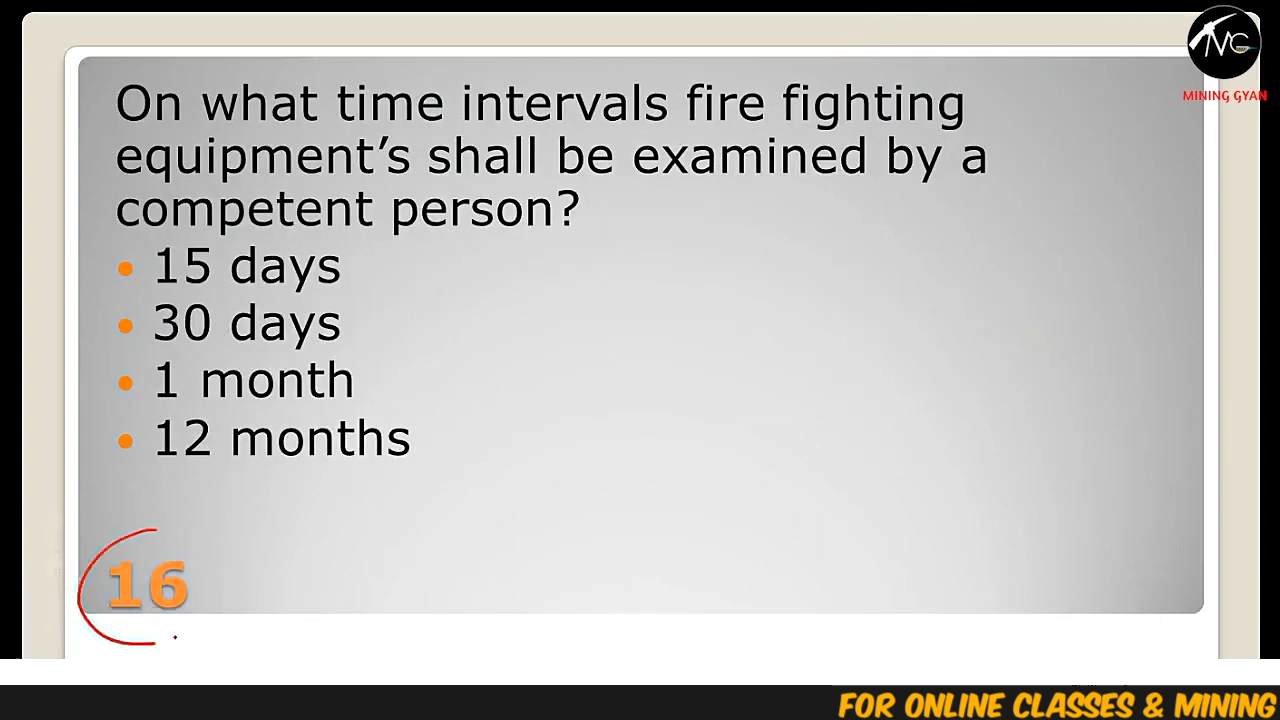 On what time intervals fire fighting
equipment’s shall be examined by a
competent person?
• 15 days
• 30 days
• 1 month
• 12 months
16
MC
MINING GYAN
FOR ONLINE CLASSES & MINING